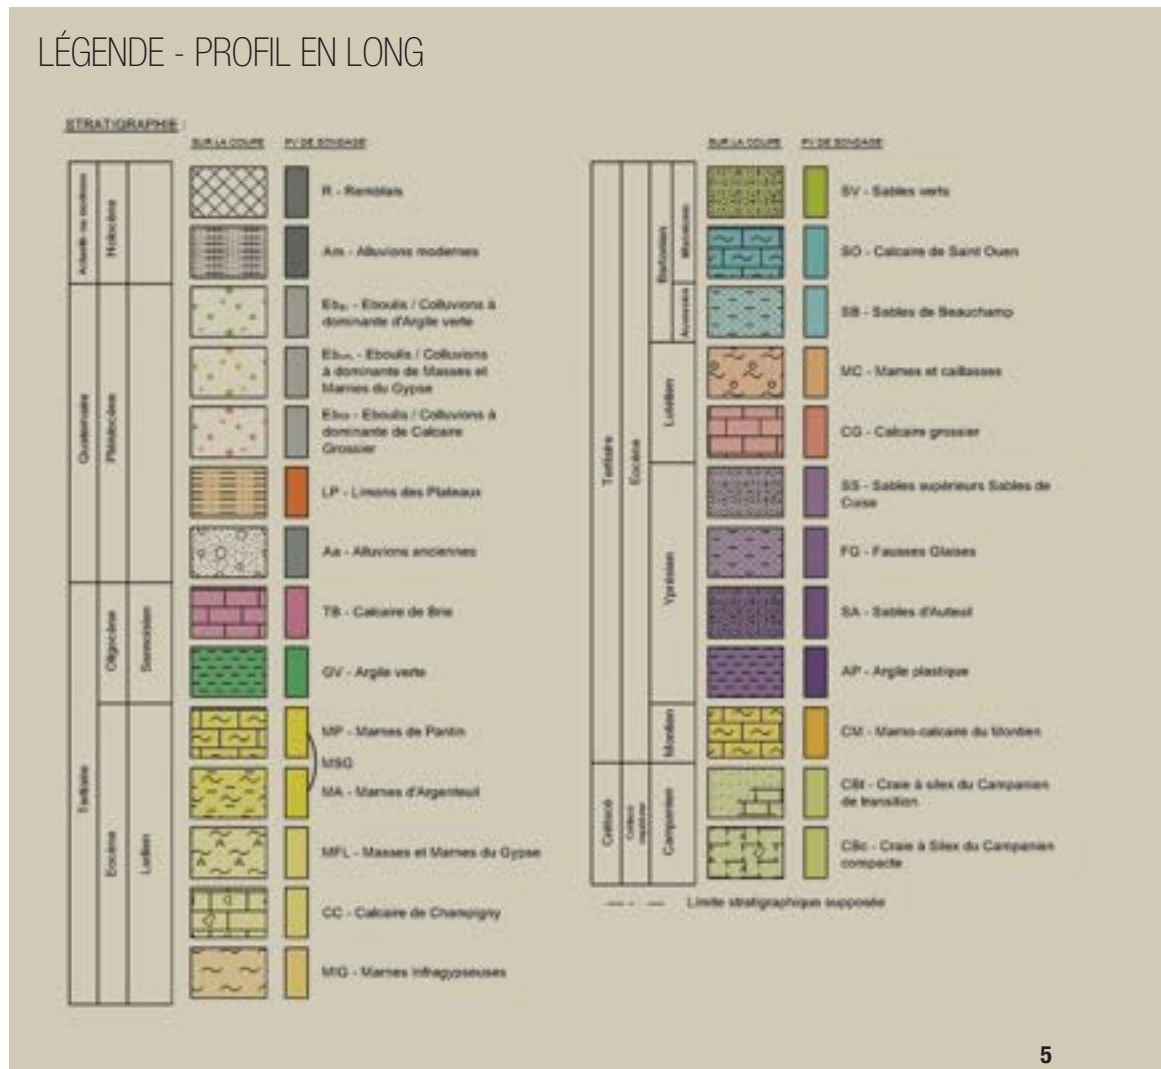 LÉGENDE - PROFIL EN LONG
STRATIGRAPHIE :
SUR LA COUPE
PV DE SONDAGE
Holocène
R - Remblais
Am - Alluvions modernes
Quaternaire
Pléistocène
- Eboulis / Colluvions à
dominante d'Argile verte
- Eboulis / Colluvions
à dominante de Masses et
Marnes du Gypse
- Eboulis / Colluvions à
dominante de Calcaire
Grossier
LP - Limons des Plateaux
Aa - Alluvions anciennes
Tertiaire
Oligocène
Sannoisien
TB - Calcaire de Brie
GV - Argile verte
Eocène
Ludien
MP - Marnes de Pantin
MSG
MA - Marnes d'Argenteuil
MFL - Masses et Marnes du Gypse
CC - Calcaire de Champigny
MIG - Marnes Infragypseuses
SUR LA COUPE
PV DE SONDAGE
Tertiaire
Eocène
Bartonien
SV - Sables verts
SO - Calcaire de Saint Ouen
SB - Sables de Beauchamp
Lutétien
MC - Marnes et caillasses
CG - Calcaire grossier
Yprésien
SS - Sables supérieurs Sables de
Cuise
FG - Fausses Glaises
SA - Sables d'Auteuil
AP - Argile plastique
Montien
CM - Marno-calcaire du Montien
Crétacé
Campanien
CBt - Craie à silex du Campanien
de transition
CBc - Craie à Silex du Campanien
compacte
Limite stratigraphique supposée
5